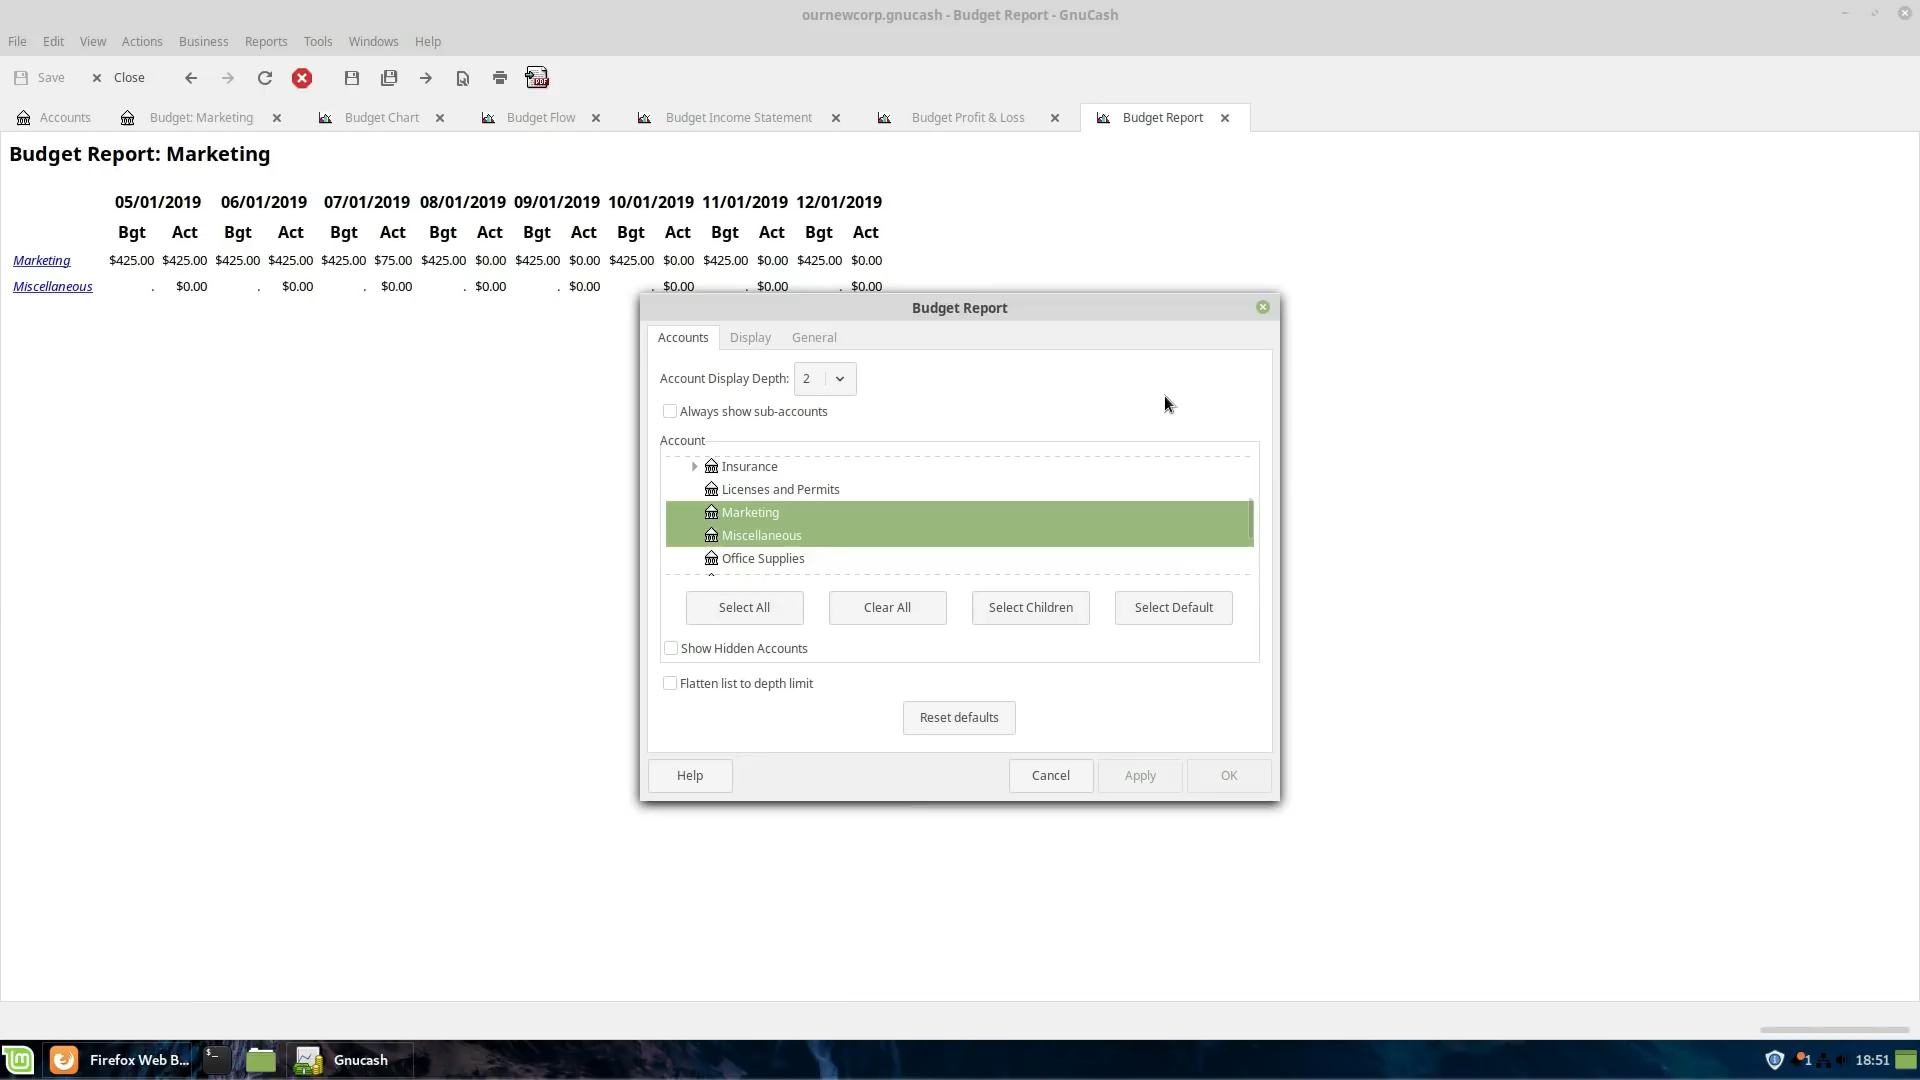 ournewcorp.gnucash - Budget Report - GnuCash
File Edit View Actions Business Reports Tools Windows Help
Save Close
Accounts Budget: Marketing Budget Chart Budget Flow Budget Income Statement Budget Profit & Loss Budget Report
Budget Report: Marketing
05/01/2019 06/01/2019 07/01/2019 08/01/2019 09/01/2019 10/01/2019 11/01/2019 12/01/2019
Bgt Act Bgt Act Bgt Act Bgt Act Bgt Act Bgt Act Bgt Act Bgt Act
Marketing $425.00 $425.00 $425.00 $425.00 $425.00 $75.00 $425.00 $0.00 $425.00 $0.00 $425.00 $0.00 $425.00 $0.00 $425.00 $0.00
Miscellaneous . $0.00 . $0.00 . $0.00 . $0.00 . $0.00 . $0.00 . $0.00 . $0.00
Budget Report
Accounts Display General
Account Display Depth: 2
Always show sub-accounts
Account
Insurance
Licenses and Permits
Marketing
Miscellaneous
Office Supplies
Select All Clear All Select Children Select Default
Show Hidden Accounts
Flatten list to depth limit
Reset defaults
Help Cancel Apply OK
Firefox Web B... Gnucash 1 18:51